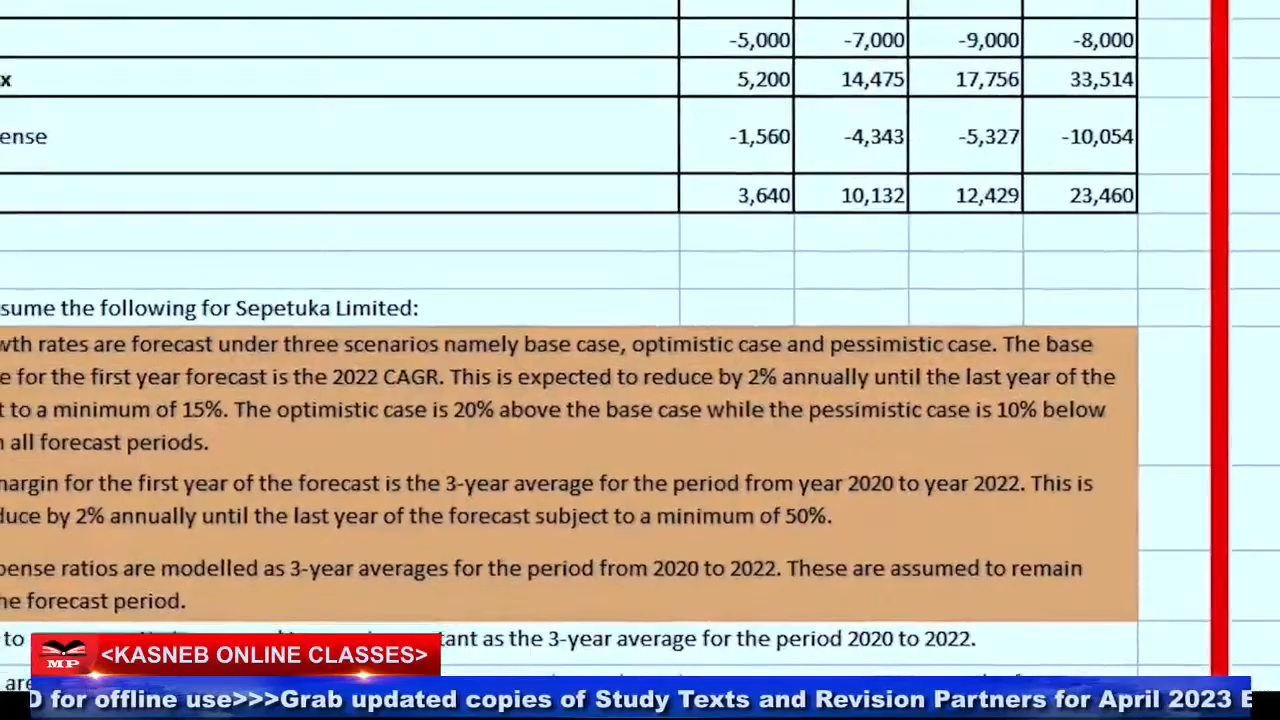 -5,000 -7,000 -9,000 -8,000
x 5,200 14,475 17,756 33,514
ense -1,560 -4,343 -5,327 -10,054
3,640 10,132 12,429 23,460
sume the following for Sepetuka Limited:
wth rates are forecast under three scenarios namely base case, optimistic case and pessimistic case. The base
e for the first year forecast is the 2022 CAGR. This is expected to reduce by 2% annually until the last year of the
t to a minimum of 15%. The optimistic case is 20% above the base case while the pessimistic case is 10% below
n all forecast periods.
margin for the first year of the forecast is the 3-year average for the period from year 2020 to year 2022. This is
duce by 2% annually until the last year of the forecast subject to a minimum of 50%.
pense ratios are modelled as 3-year averages for the period from 2020 to 2022. These are assumed to remain
he forecast period.
to tant as the 3-year average for the period 2020 to 2022.
are
MP <KASNEB ONLINE CLASSES>
D for offline use>>>Grab updated copies of Study Texts and Revision Partners for April 2023 E